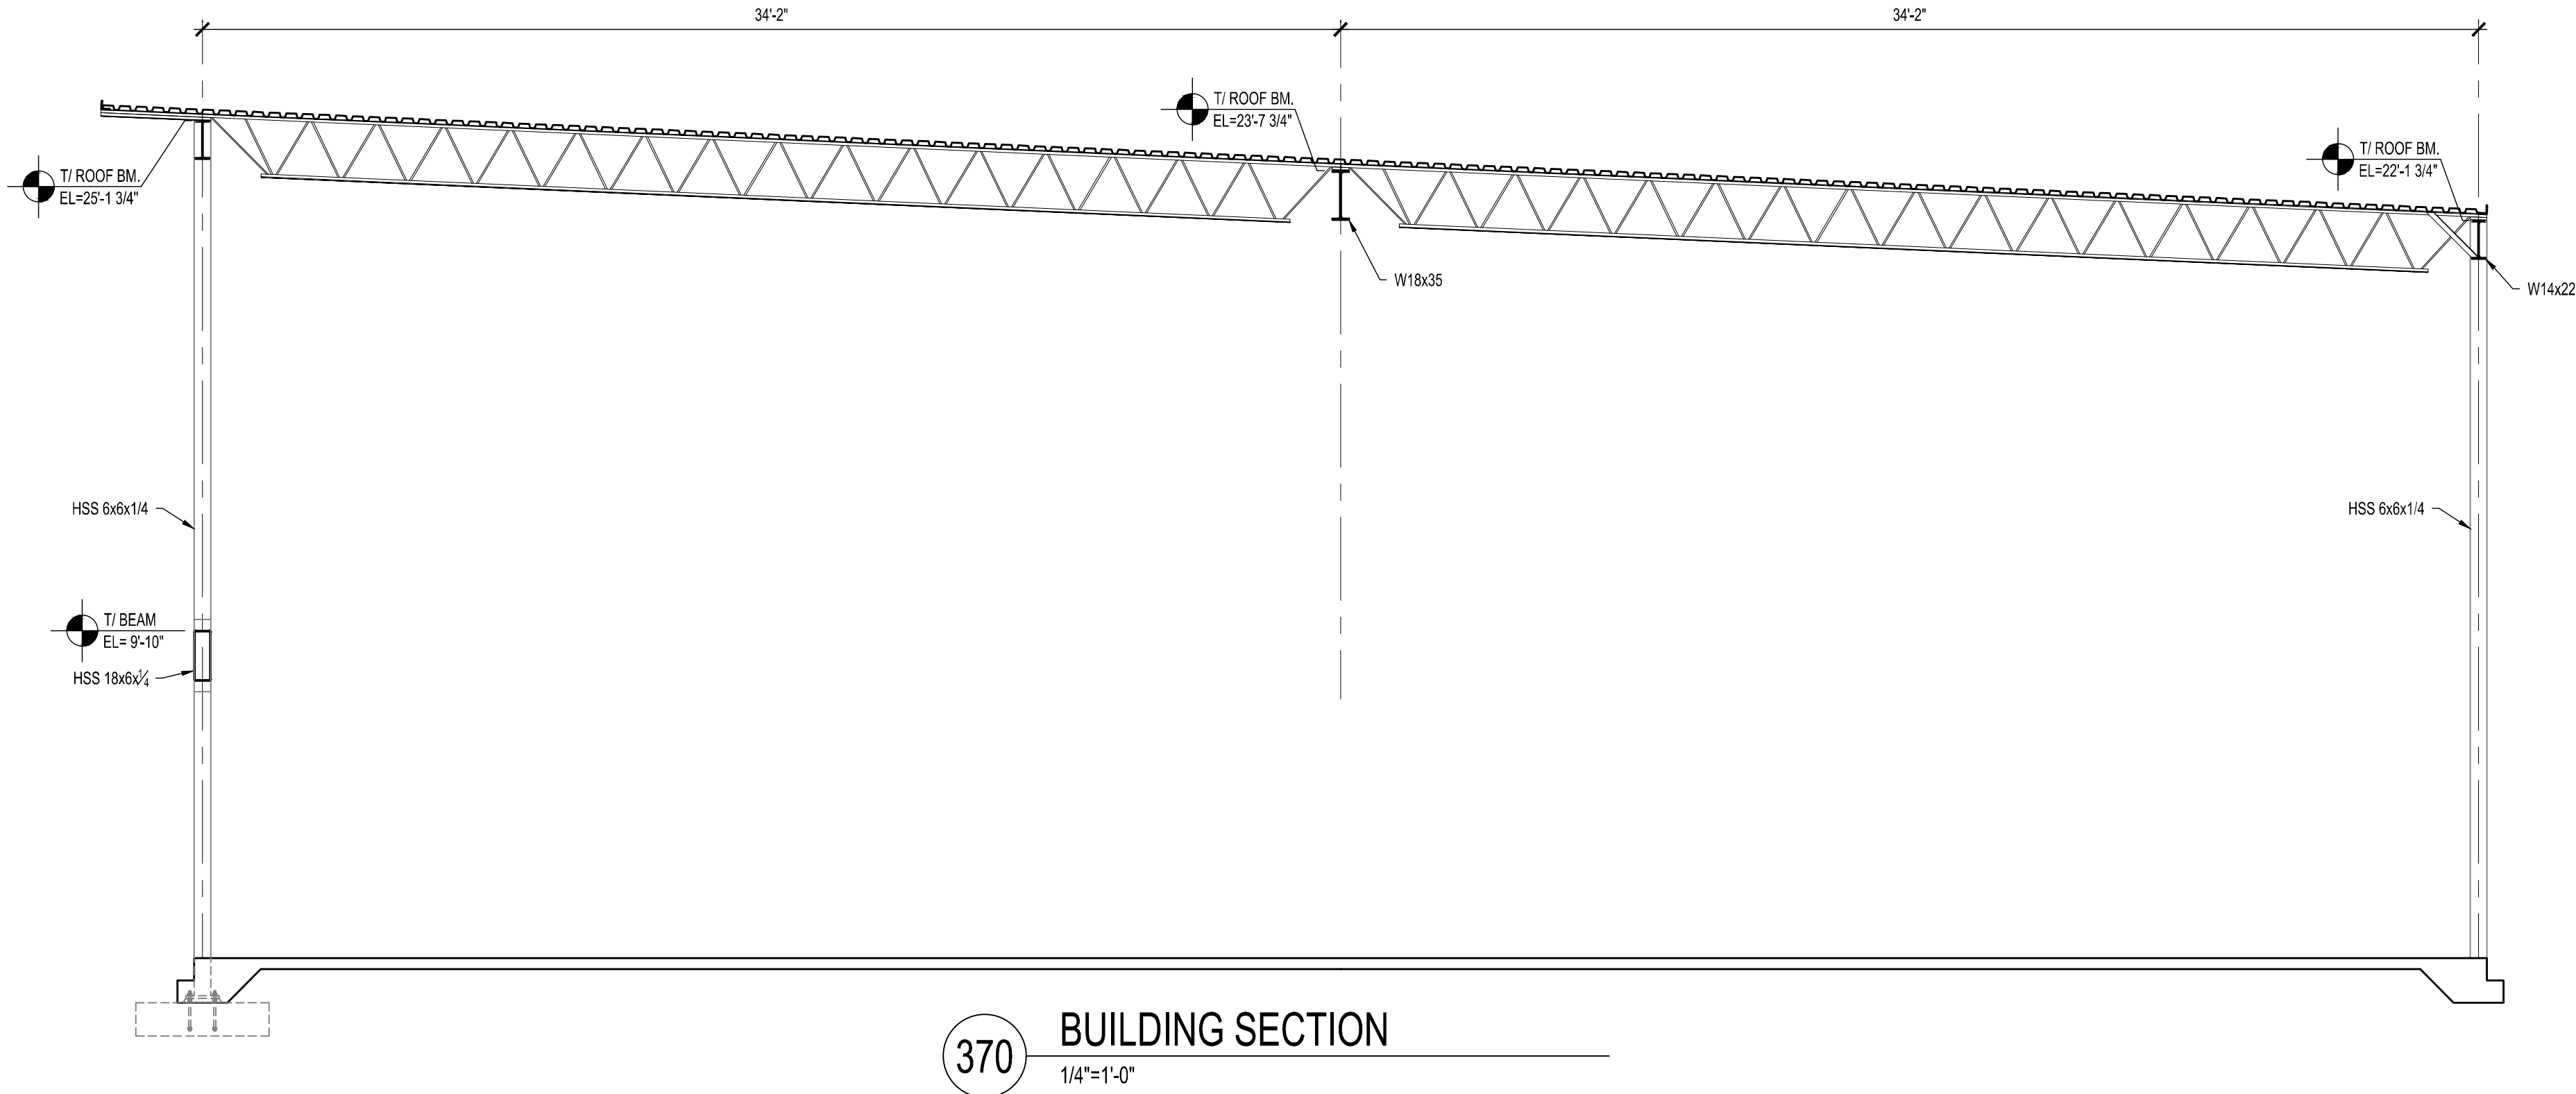 34'-2"
34'-2"
T/ ROOF BM.
EL=23'-7 3/4"
T/ ROOF BM.
EL=22'-1 3/4"
T/ ROOF BM.
EL=25'-1 3/4"
W18x35
W14x22
HSS 6x6x1/4
HSS 6x6x1/4
T/ BEAM
EL= 9'-10"
HSS 18x6x1/4
370
BUILDING SECTION
1/4"=1'-0"